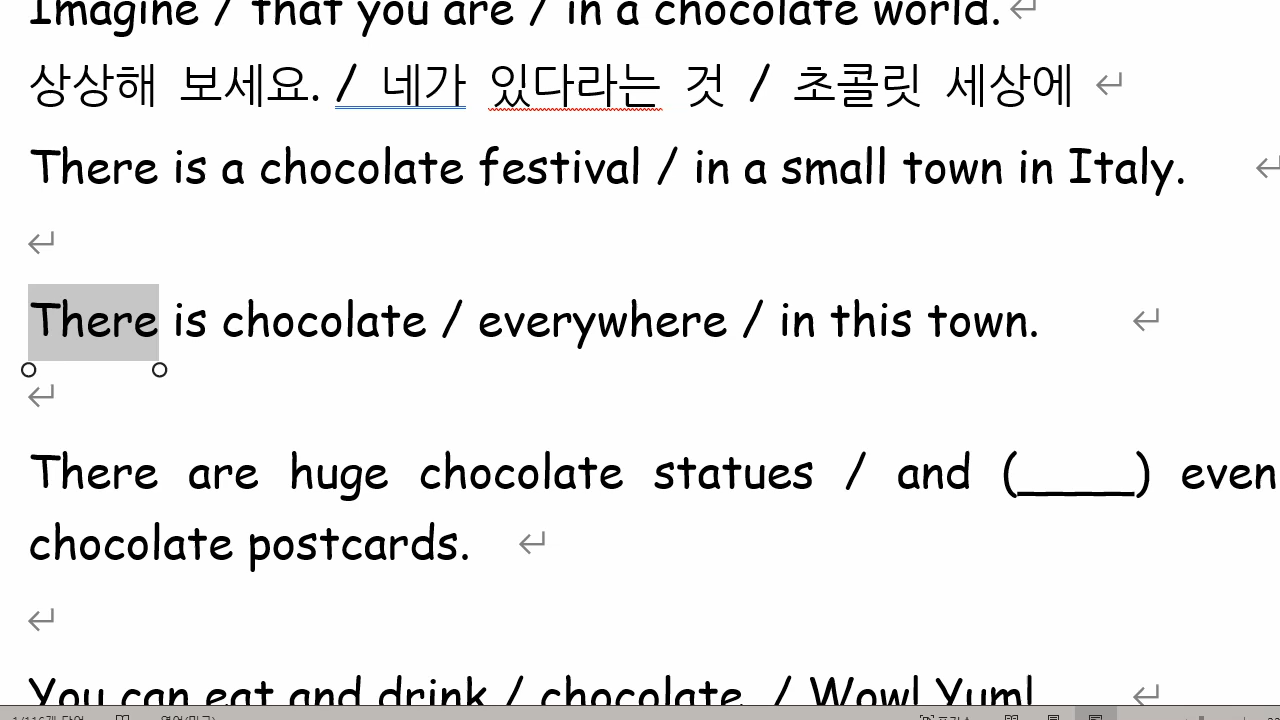 Imagine / that you are / in a chocolate world.
상상해 보세요. / 네가 있다라는 것 / 초콜릿 세상에
There is a chocolate festival / in a small town in Italy.
There is chocolate / everywhere / in this town.
There are huge chocolate statues / and (_____) even
chocolate postcards.
You can eat and drink / chocolate. / Wow! Yum!